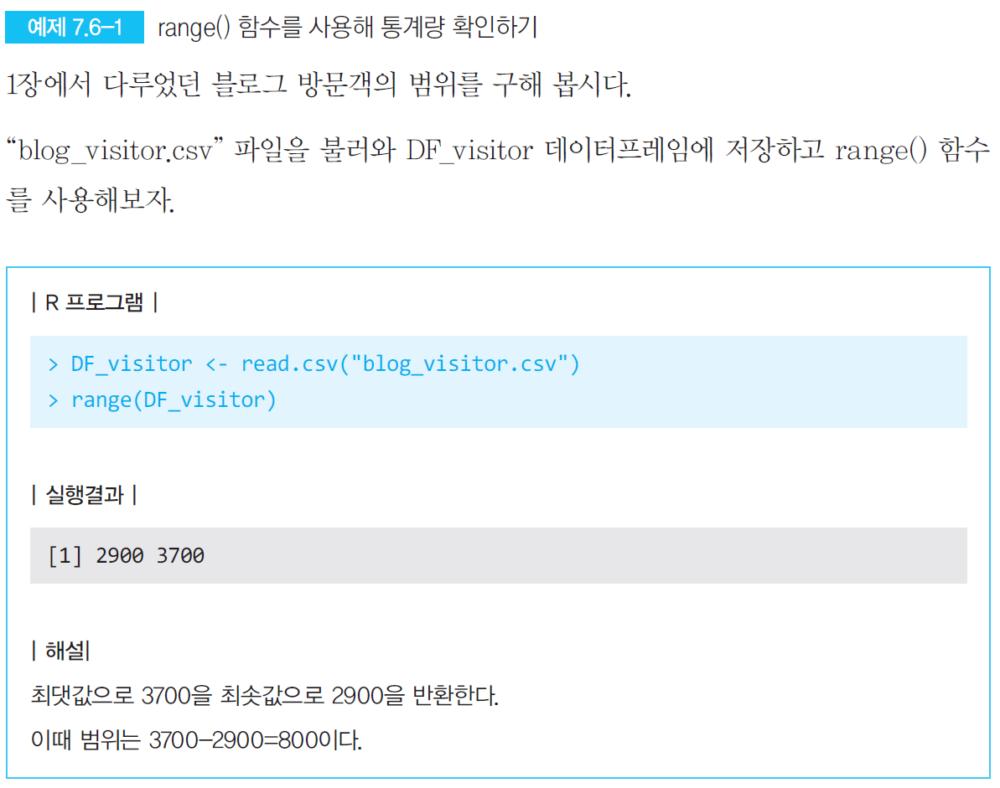 예제 7.6–1 range() 함수를 사용해 통계량 확인하기
1장에서 다루었던 블로그 방문객의 범위를 구해 봅시다.
“blog_visitor.csv” 파일을 불러와 DF_visitor 데이터프레임에 저장하고 range() 함수
를 사용해보자.
| R 프로그램 |
> DF_visitor <- read.csv("blog_visitor.csv")
> range(DF_visitor)
| 실행결과 |
[1] 2900 3700
| 해설|
최댓값으로 3700을 최솟값으로 2900을 반환한다.
이때 범위는 3700–2900=800이다.